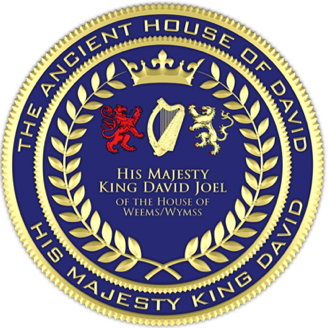 THE ANCIENT HOUSE OF DAVID
His Majesty
King David Joel
of the House of
Weems/Wymss
HIS MAJESTY KING DAVID